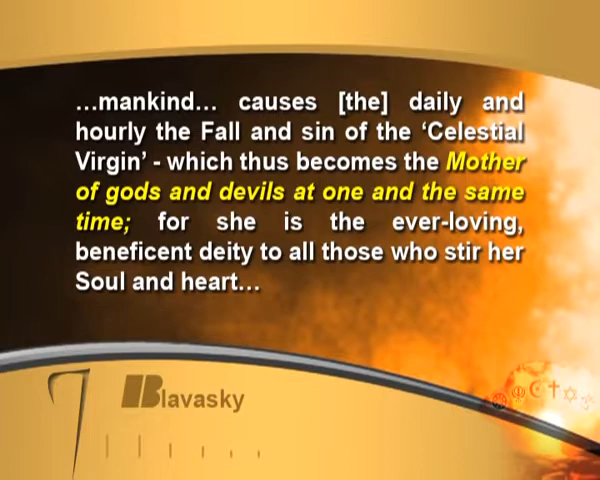 …mankind… causes [the] daily and
hourly the Fall and sin of the ‘Celestial
Virgin’ - which thus becomes the Mother
of gods and devils at one and the same
time; for she is the ever-loving,
beneficent deity to all those who stir her
Soul and heart…
Blavasky